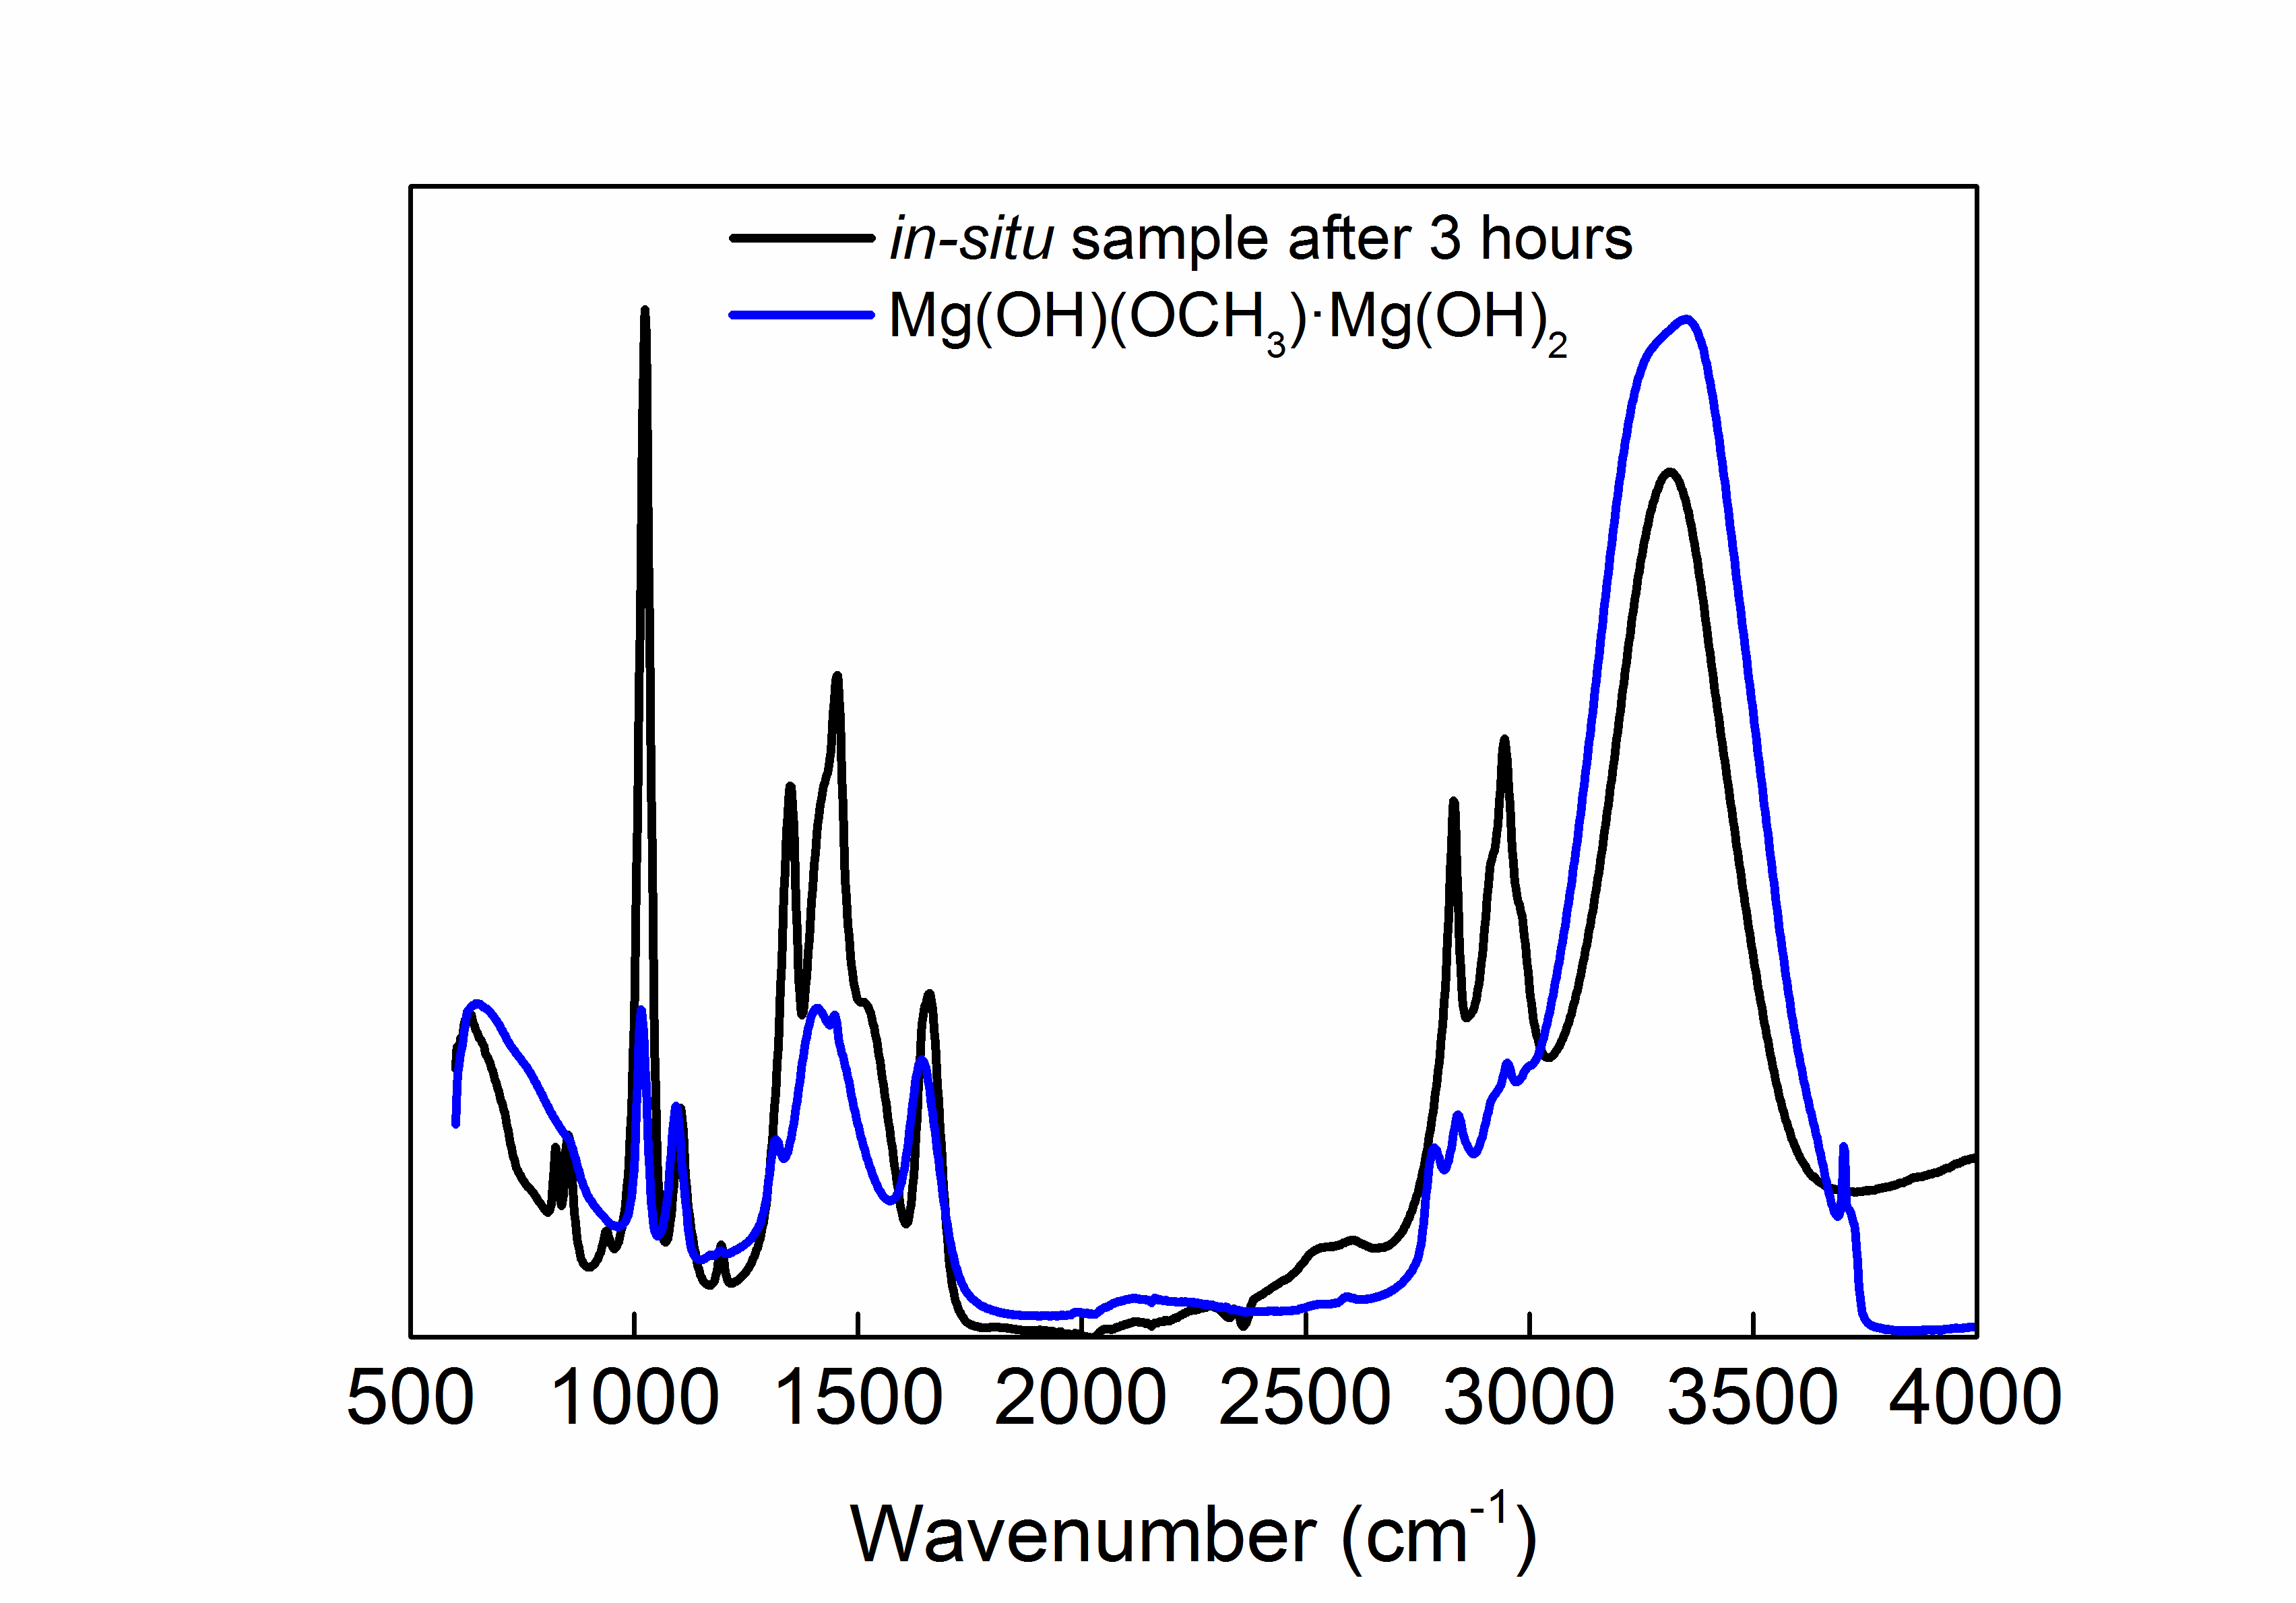 in-situ sample after 3 hours
Mg(OH)(OCH₃)·Mg(OH)₂
500 1000 1500 2000 2500 3000 3500 4000
Wavenumber (cm⁻¹)